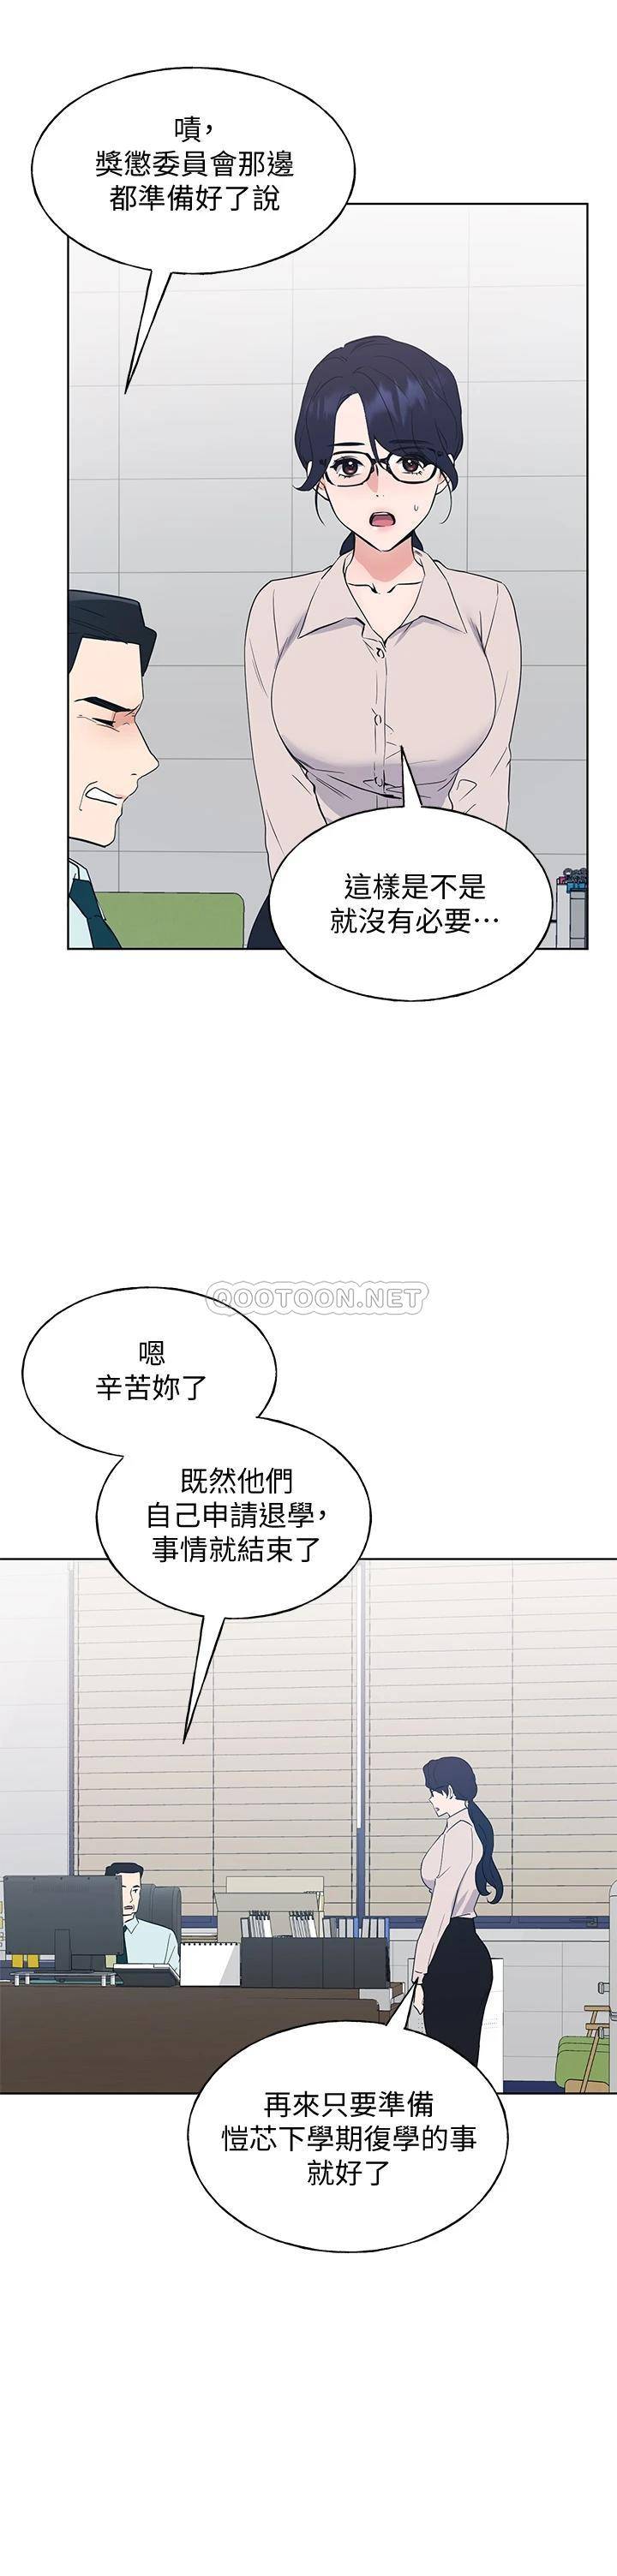 嘖，
獎懲委員會那邊
都準備好了說
這樣是不是
就沒有必要…
QOOTOON.NET
嗯
辛苦妳了
既然他們
自己申請退學，
事情就結束了
再來只要準備
愷芯下學期復學的事
就好了